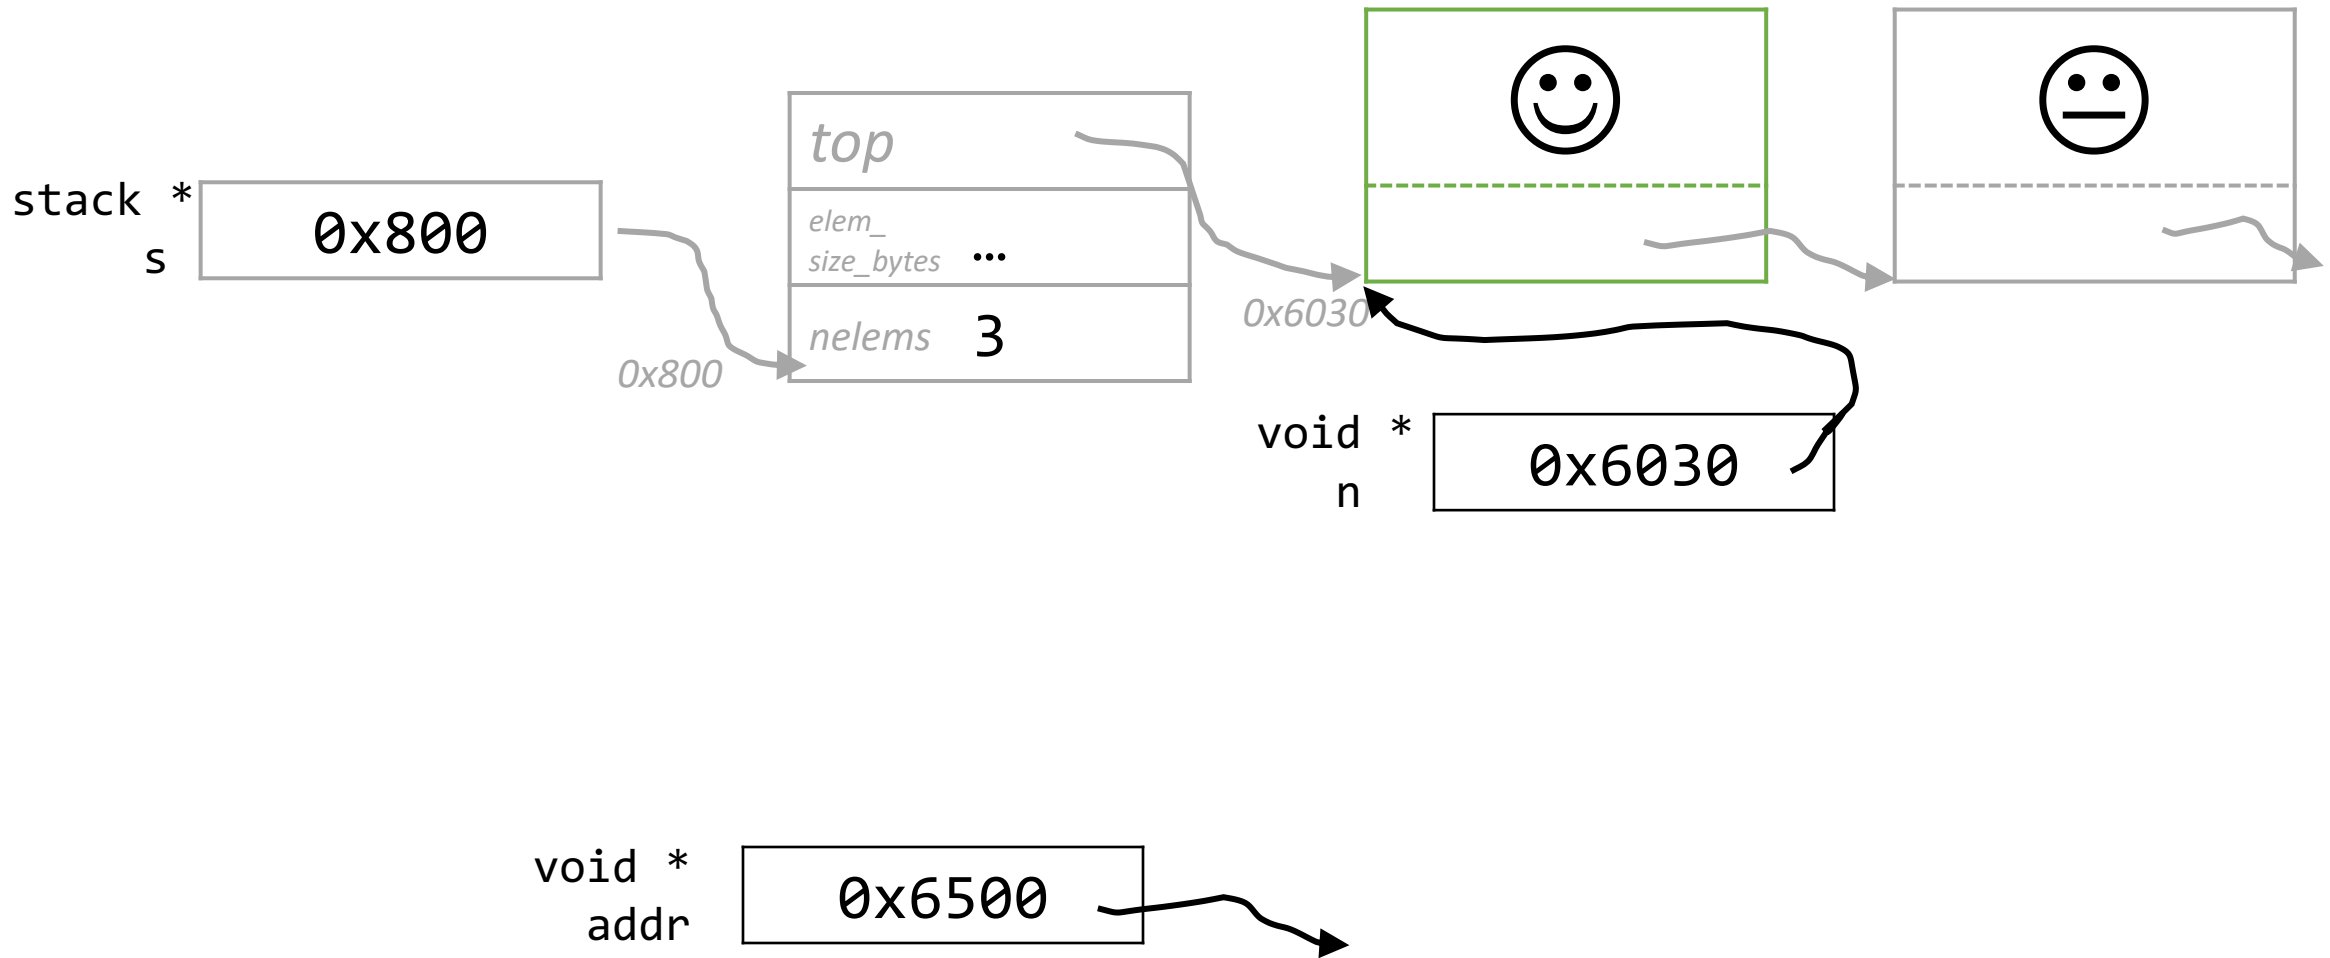 top
stack *
s
0x800
elem_
size_bytes ...
nelems 3
0x800
0x6030
void *
n
0x6030
void *
addr
0x6500